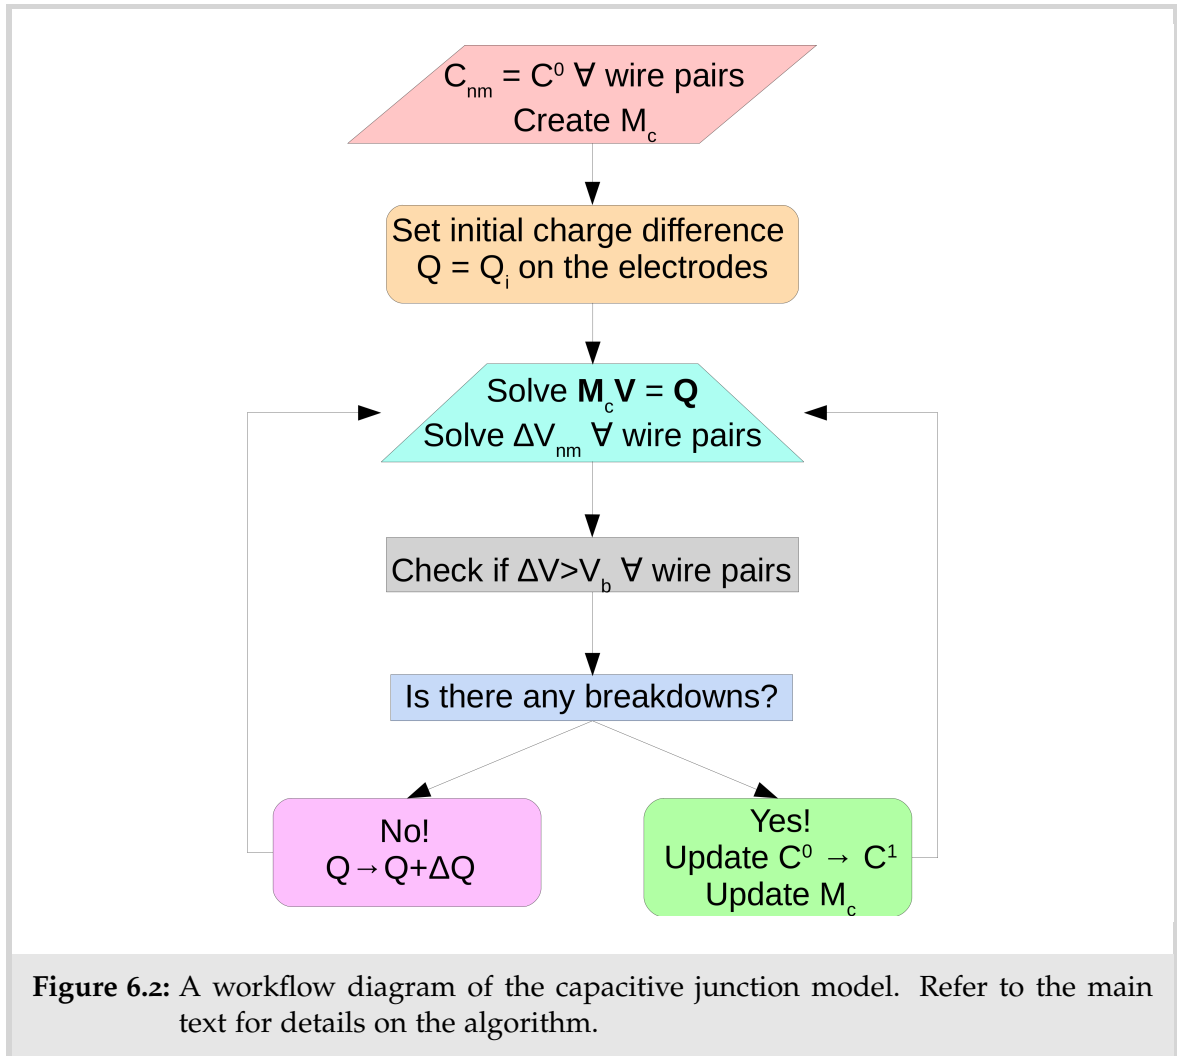 Cnm = C⁰ ∀ wire pairs
Create Mc
Set initial charge difference
Q = Qi on the electrodes
Solve McV = Q
Solve ΔVnm ∀ wire pairs
Check if ΔV>Vb ∀ wire pairs
Is there any breakdowns?
No!
Q→Q+ΔQ
Yes!
Update C⁰ → C¹
Update Mc
Figure 6.2: A workflow diagram of the capacitive junction model. Refer to the main
text for details on the algorithm.